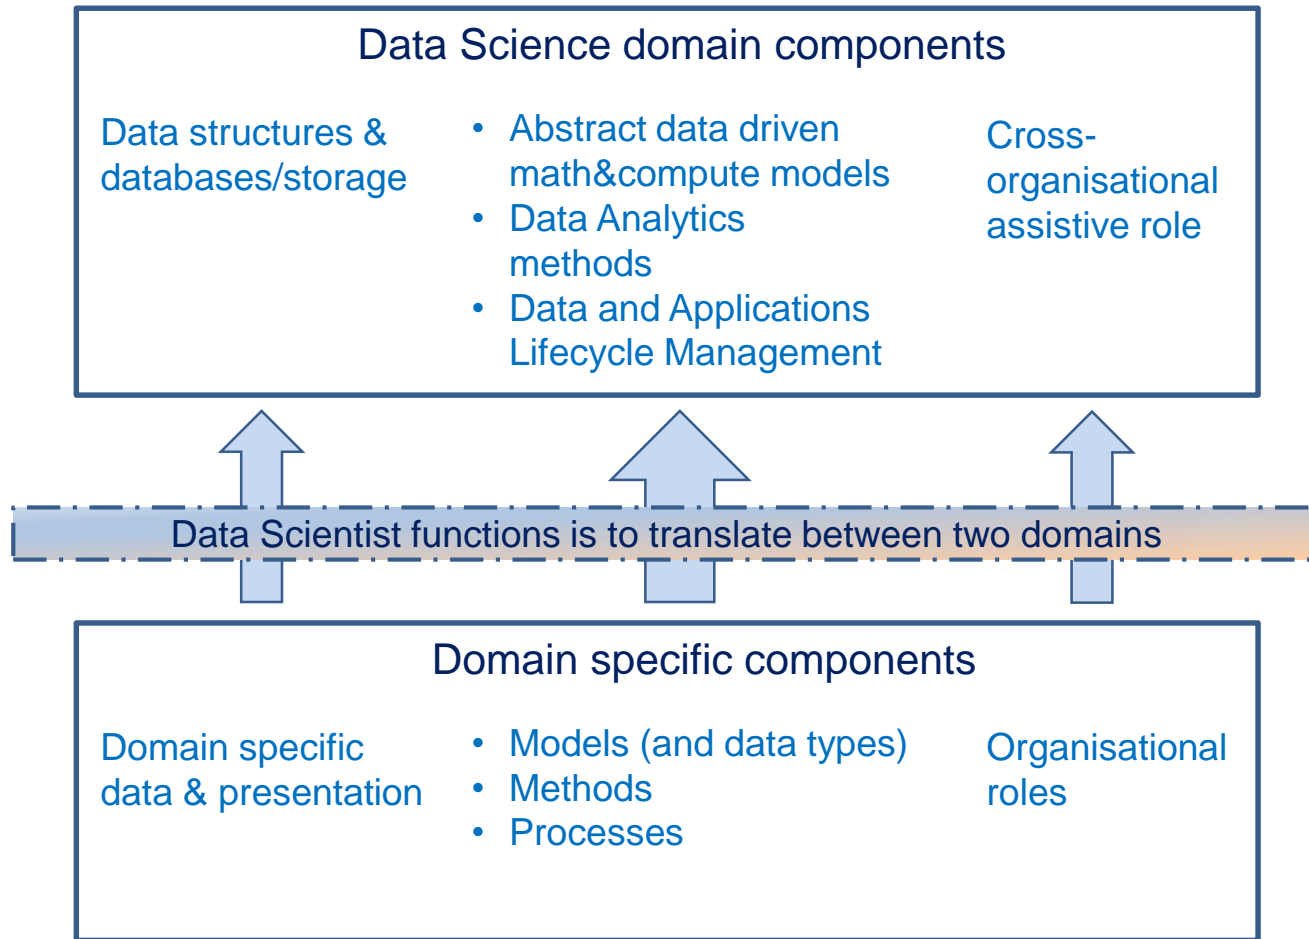 Data Science domain components
Data structures &
databases/storage
• Abstract data driven
math&compute models
• Data Analytics
methods
• Data and Applications
Lifecycle Management
Cross-
organisational
assistive role
Data Scientist functions is to translate between two domains
Domain specific components
Domain specific
data & presentation
• Models (and data types)
• Methods
• Processes
Organisational
roles